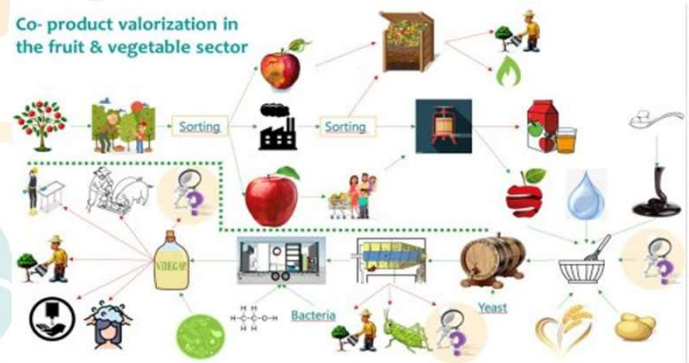 Co- product valorization in
the fruit & vegetable sector
Sorting
Sorting
VINEGAR
H H H
H-C-C-C-O-H
H H H
Bacteria
Yeast
?
?
?